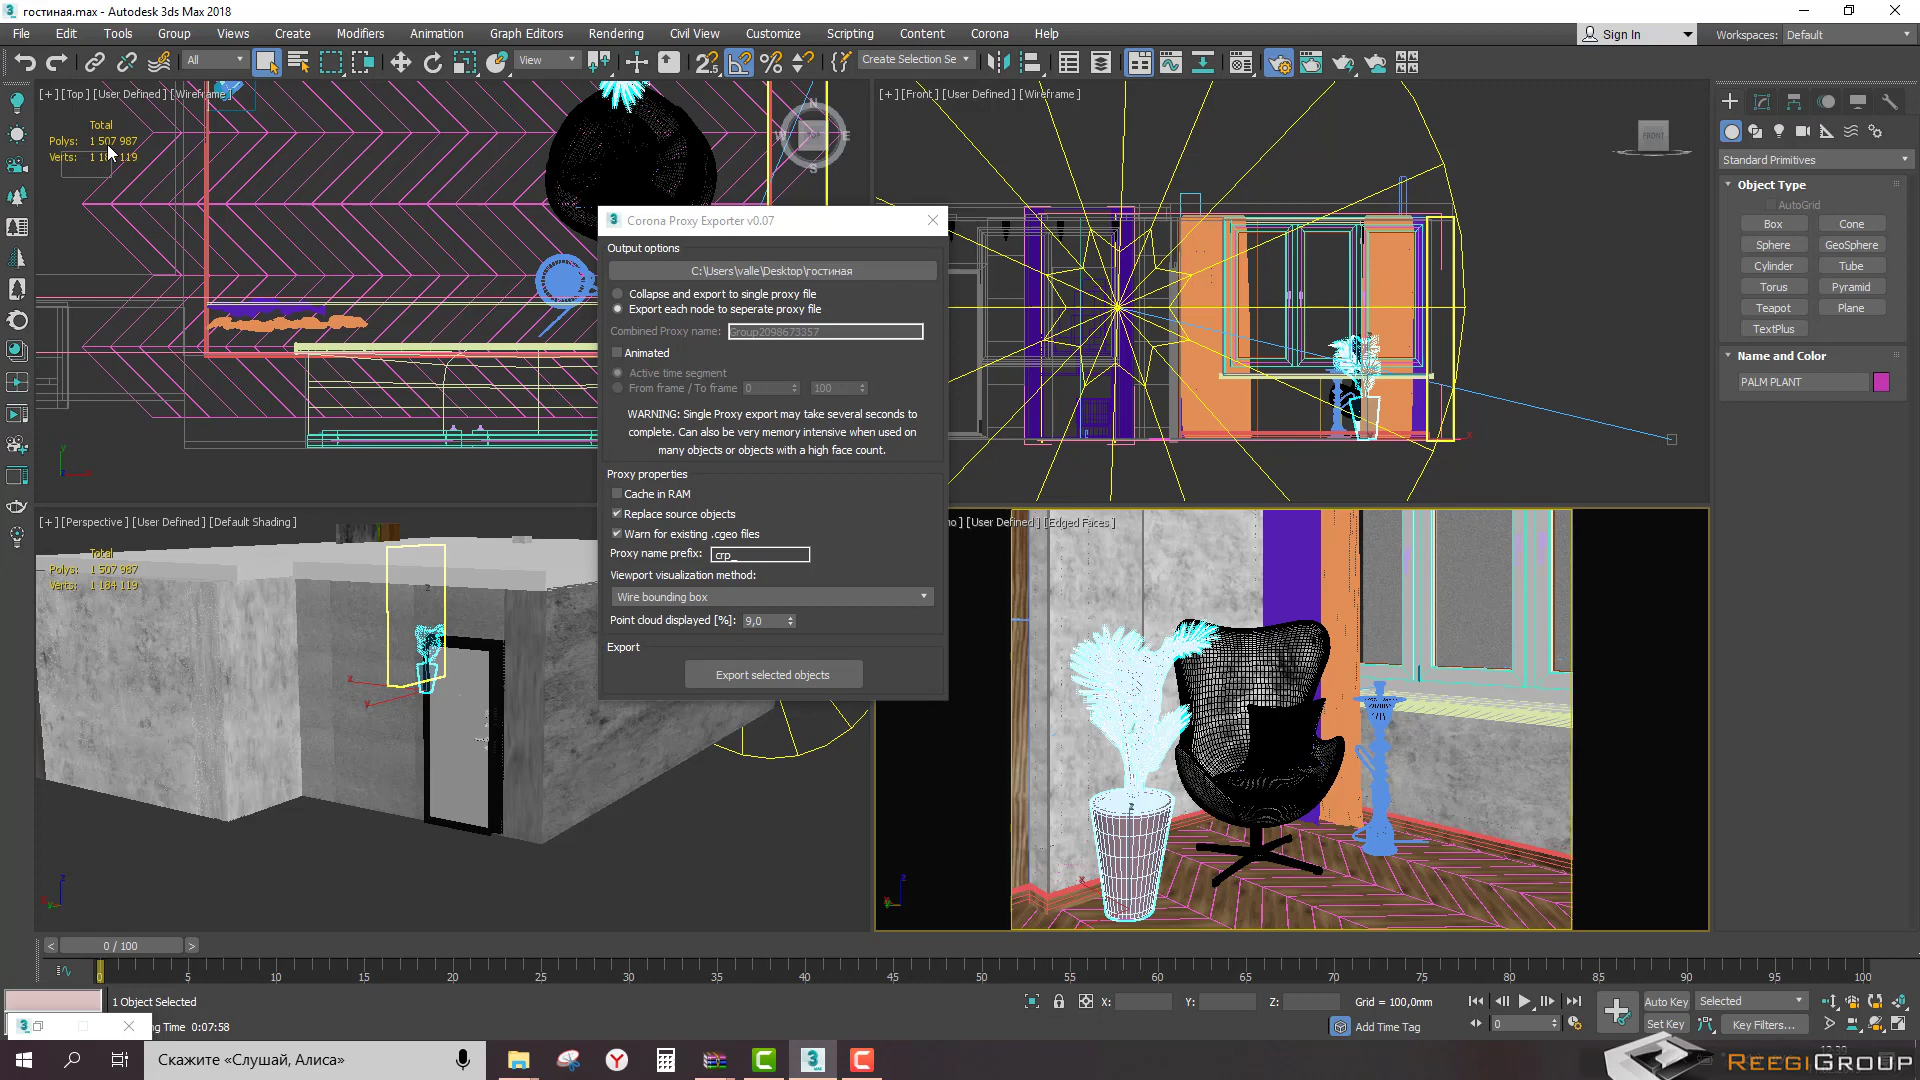 гостиная.max - Autodesk 3ds Max 2018
File Edit Tools Group Views Create Modifiers Animation Graph Editors Rendering Civil View Customize Scripting Content Corona Help
Sign In
Workspaces: Default
All
View
Create Selection Se
[+] [Top] [User Defined] [Wireframe]
Total
Polys: 1 507 987
Verts:
[+] [Front] [User Defined] [Wireframe]
FRONT
N
E
S
Corona Proxy Exporter v0.07
Output options
C:\Users\valle\Desktop\гостиная
Collapse and export to single proxy file
Export each node to seperate proxy file
Combined Proxy name: Group2098673357
Animated
Active time segment
From frame / To frame 0 100
WARNING: Single Proxy export may take several seconds to
complete. Can also be very memory intensive when used on
many objects or objects with a high face count.
Proxy properties
Cache in RAM
Replace source objects
Warn for existing .cgeo files
Proxy name prefix: crp_
Viewport visualization method:
Wire bounding box
Point cloud displayed [%]: 9,0
Export
Export selected objects
Standard Primitives
Object Type
AutoGrid
Box Cone
Sphere GeoSphere
Cylinder Tube
Torus Pyramid
Teapot Plane
TextPlus
Name and Color
PALM PLANT
[+] [Perspective] [User Defined] [Default Shading]
Total
Polys: 1 507 987
Verts: 1 184 119
[User Defined] [Edged Faces]
0 / 100
0 5 10 15 20 25 30 35 40 45 50 55 60 65 70 75 80 85 90 95 100
1 Object Selected
X: Y: Z: Grid = 100,0mm
Auto Key Selected
Time 0:07:58
Add Time Tag
0
Set Key Key Filters...
Скажите «Слушай, Алиса»
REEGIGROUP